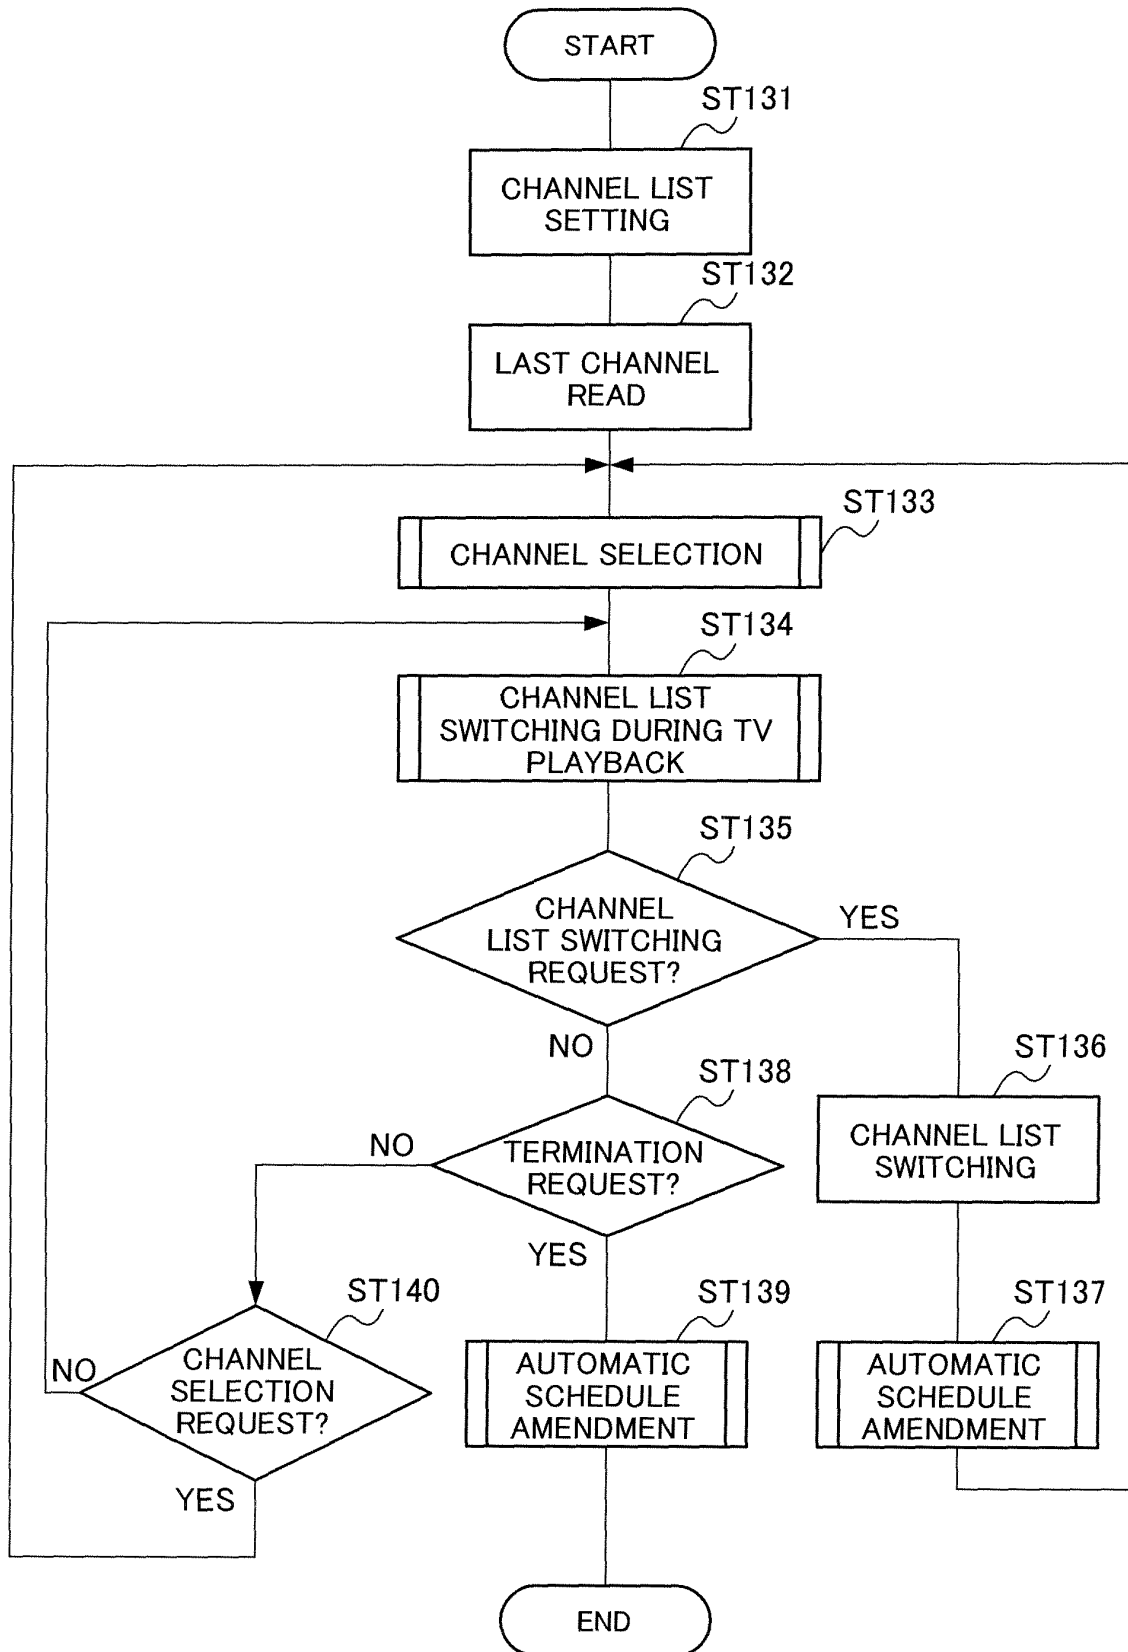 START
ST131
CHANNEL LIST
SETTING
ST132
LAST CHANNEL
READ
ST133
CHANNEL SELECTION
ST134
CHANNEL LIST
SWITCHING DURING TV
PLAYBACK
ST135
CHANNEL
LIST SWITCHING
REQUEST?
YES
NO
ST136
CHANNEL LIST
SWITCHING
ST138
TERMINATION
REQUEST?
NO
YES
ST140
CHANNEL
SELECTION
REQUEST?
NO
YES
ST139
AUTOMATIC
SCHEDULE
AMENDMENT
ST137
AUTOMATIC
SCHEDULE
AMENDMENT
END